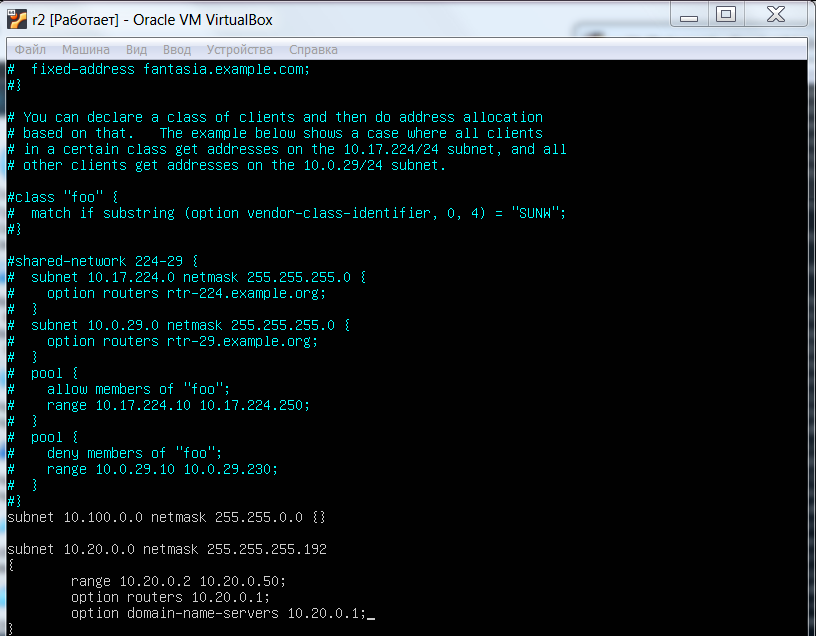 r2 [Работает] - Oracle VM VirtualBox
Файл Машина Вид Ввод Устройства Справка
#  fixed-address fantasia.example.com;
#}
# You can declare a class of clients and then do address allocation
# based on that.   The example below shows a case where all clients
# in a certain class get addresses on the 10.17.224/24 subnet, and all
# other clients get addresses on the 10.0.29/24 subnet.
#class "foo" {
#  match if substring (option vendor-class-identifier, 0, 4) = "SUNW";
#}
#shared-network 224-29 {
#  subnet 10.17.224.0 netmask 255.255.255.0 {
#    option routers rtr-224.example.org;
#  }
#  subnet 10.0.29.0 netmask 255.255.255.0 {
#    option routers rtr-29.example.org;
#  }
#  pool {
#    allow members of "foo";
#    range 10.17.224.10 10.17.224.250;
#  }
#  pool {
#    deny members of "foo";
#    range 10.0.29.10 10.0.29.230;
#  }
#}
subnet 10.100.0.0 netmask 255.255.0.0 {}
subnet 10.20.0.0 netmask 255.255.255.192
{
        range 10.20.0.2 10.20.0.50;
        option routers 10.20.0.1;
        option domain-name-servers 10.20.0.1;_
}